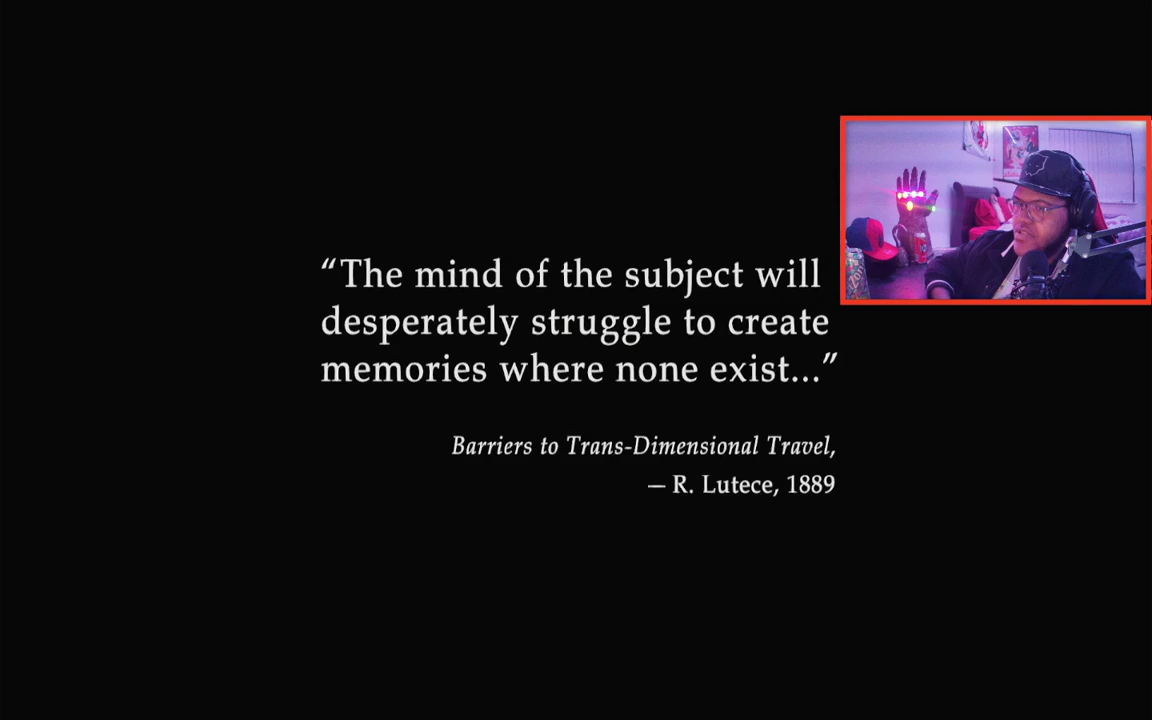 “The mind of the subject will
desperately struggle to create
memories where none exist...”
Barriers to Trans-Dimensional Travel,
— R. Lutece, 1889